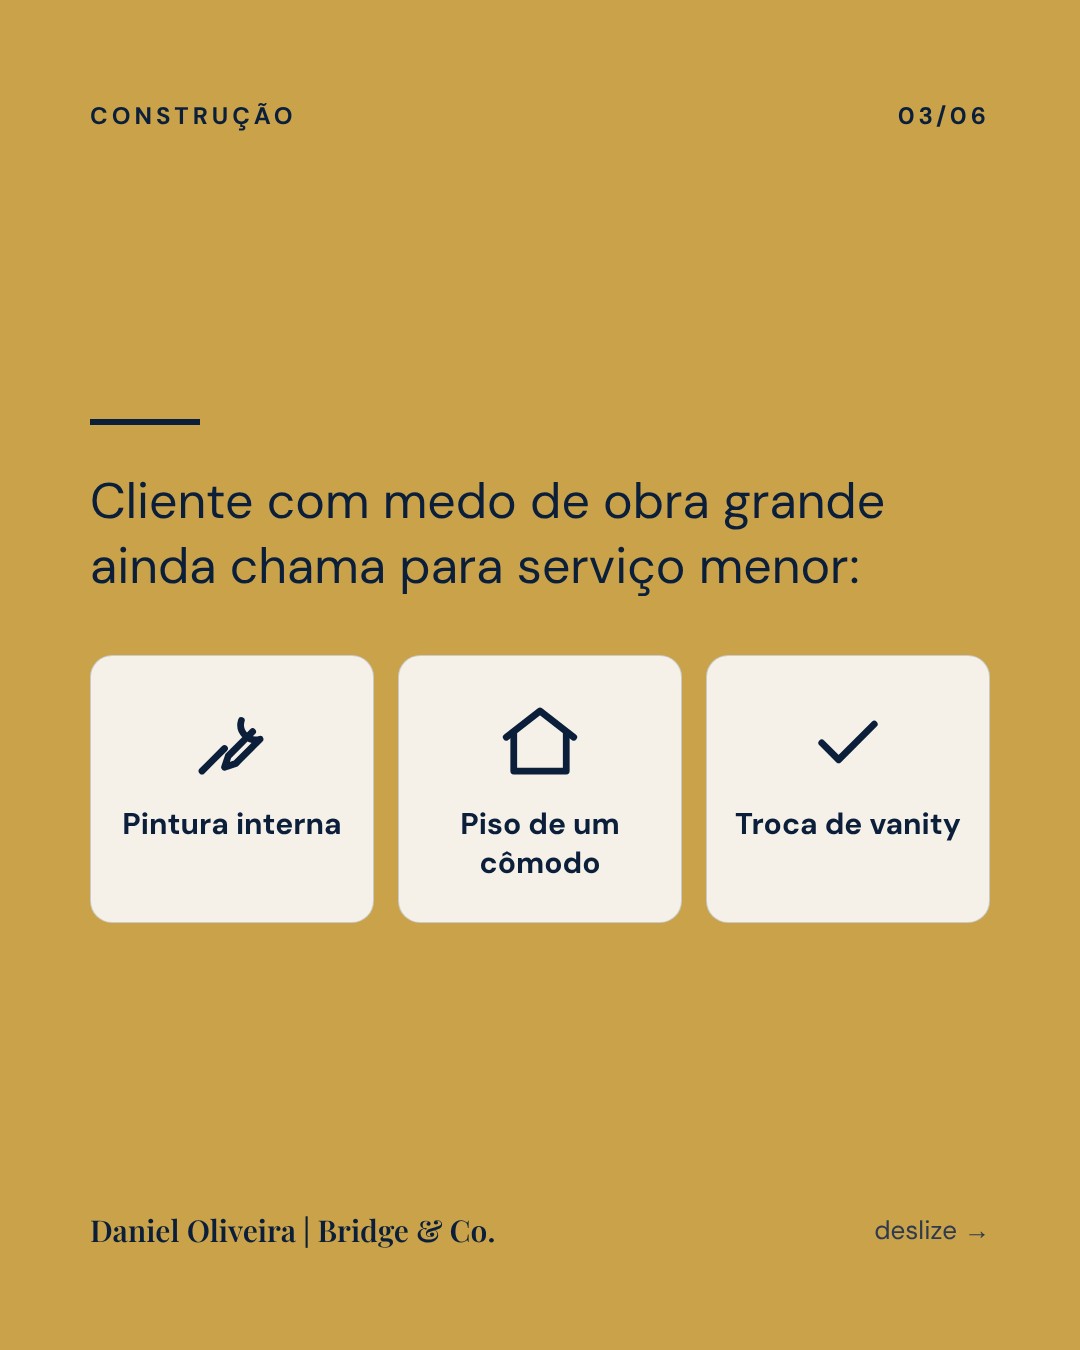 CONSTRUÇÃO
03/06
Cliente com medo de obra grande
ainda chama para serviço menor:
Pintura interna
Piso de um
cômodo
Troca de vanity
Daniel Oliveira | Bridge & Co.
deslize →